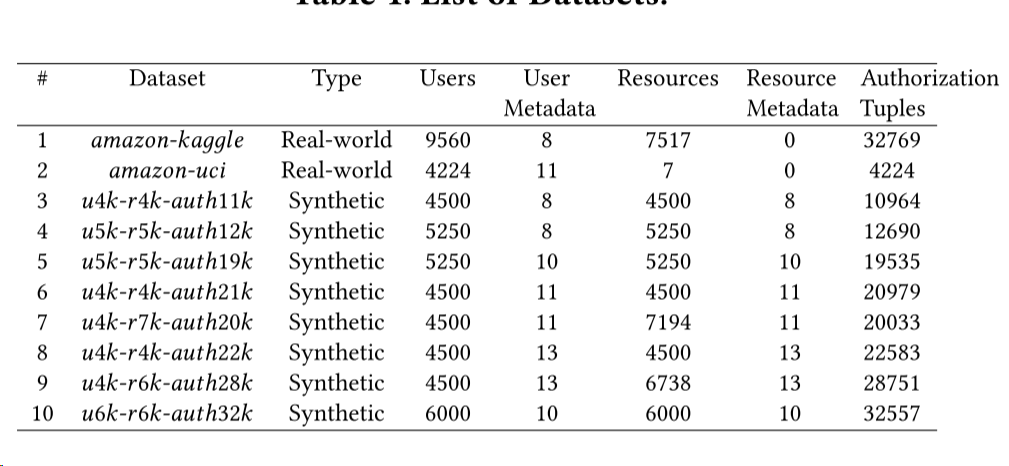 Table 1. List of Datasets.
# Dataset Type Users User Resources Resource Authorization
Metadata Metadata Tuples
1 amazon-kaggle Real-world 9560 8 7517 0 32769
2 amazon-uci Real-world 4224 11 7 0 4224
3 u4k-r4k-auth11k Synthetic 4500 8 4500 8 10964
4 u5k-r5k-auth12k Synthetic 5250 8 5250 8 12690
5 u5k-r5k-auth19k Synthetic 5250 10 5250 10 19535
6 u4k-r4k-auth21k Synthetic 4500 11 4500 11 20979
7 u4k-r7k-auth20k Synthetic 4500 11 7194 11 20033
8 u4k-r4k-auth22k Synthetic 4500 13 4500 13 22583
9 u4k-r6k-auth28k Synthetic 4500 13 6738 13 28751
10 u6k-r6k-auth32k Synthetic 6000 10 6000 10 32557